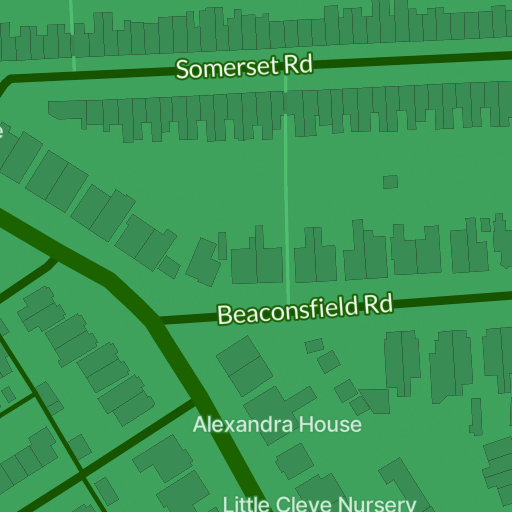 Somerset Rd
e
Beaconsfield Rd
Alexandra House
Little Cleve Nursery